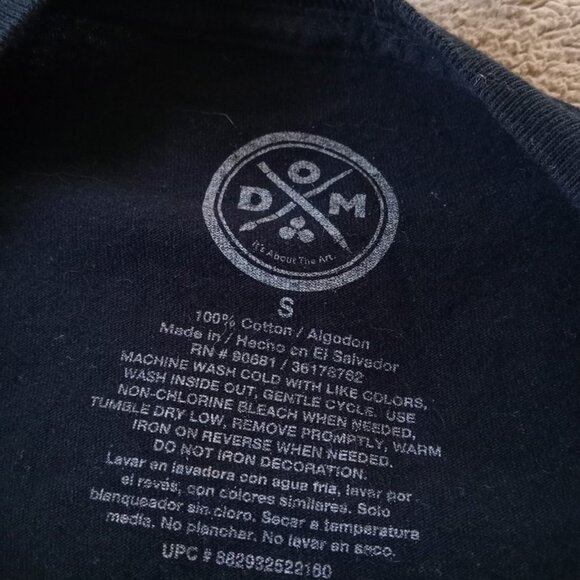 O
D M
It's About The Art.
S
100% Cotton / Algodon
Made in / Hecho en El Salvador
RN # 90681 / 36178762
MACHINE WASH COLD WITH LIKE COLORS,
WASH INSIDE OUT, GENTLE CYCLE. USE
NON-CHLORINE BLEACH WHEN NEEDED,
TUMBLE DRY LOW, REMOVE PROMPTLY, WARM
IRON ON REVERSE WHEN NEEDED.
DO NOT IRON DECORATION.
Lavar en lavadora con agua fria, lavar por
el revés, con colores similares. Solo
blanqueador sin cloro. Secar a temperatura
media. No planchar. No lavar en seco.
UPC # 882932522160